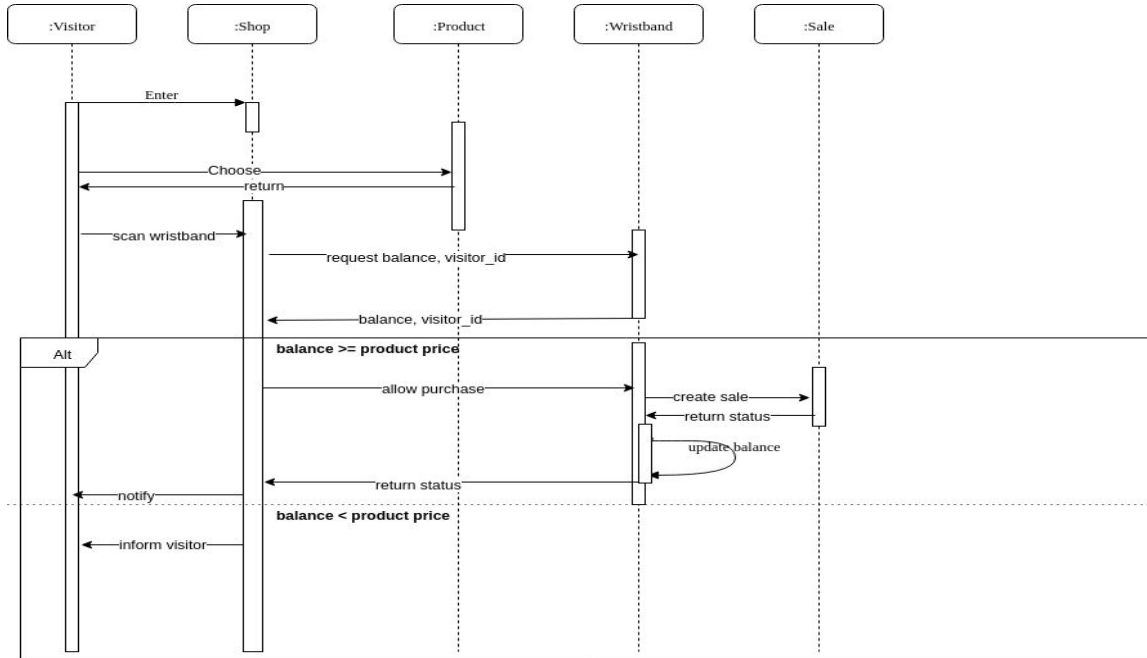 :Visitor
:Shop
:Product
:Wristband
:Sale
Enter
Choose
return
scan wristband
request balance, visitor_id
balance, visitor_id
Alt
balance >= product price
allow purchase
create sale
return status
update balance
return status
notify
balance < product price
inform visitor